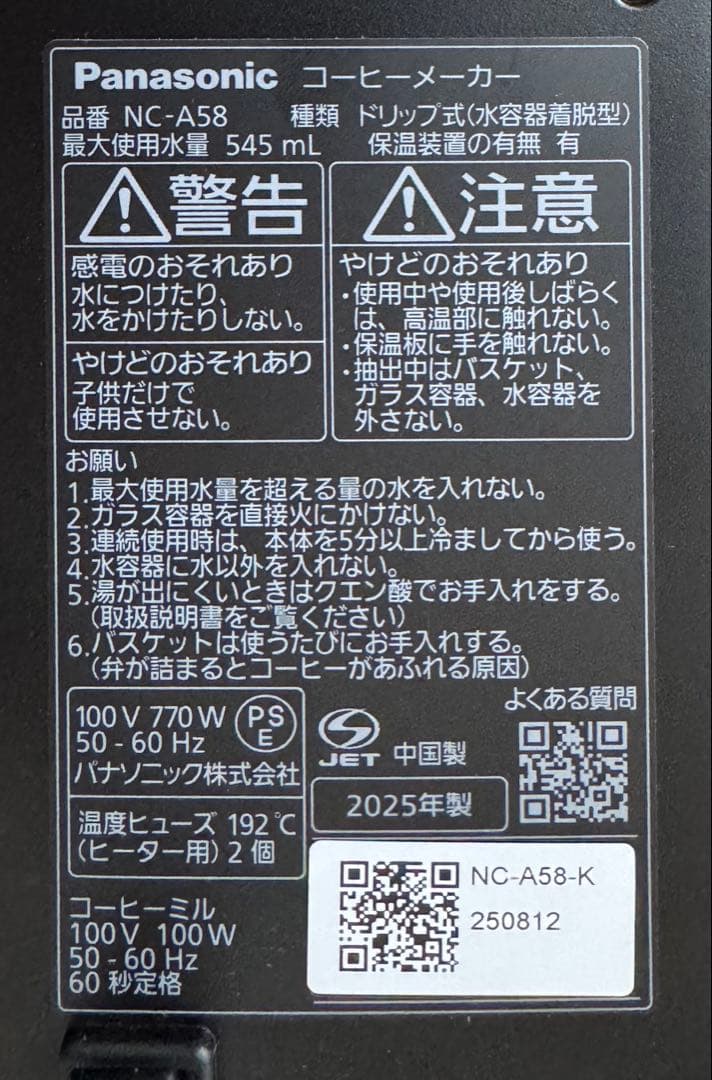 Panasonic コーヒーメーカー
品番 NC-A58 種類 ドリップ式(水容器着脱型)
最大使用水量 545 mL 保温装置の有無 有
警告
感電のおそれあり
水につけたり、
水をかけたりしない。
やけどのおそれあり
子供だけで
使用させない。
注意
やけどのおそれあり
・使用中や使用後しばらく
は、高温部に触れない。
・保温板に手を触れない。
・抽出中はバスケット、
ガラス容器、水容器を
外さない。
お願い
1.最大使用水量を超える量の水を入れない。
2.ガラス容器を直接火にかけない。
3.連続使用時は、本体を5分以上冷ましてから使う。
4.水容器に水以外を入れない。
5.湯が出にくいときはクエン酸でお手入れをする。
(取扱説明書をご覧ください)
6.バスケットは使うたびにお手入れする。
(弁が詰まるとコーヒーがあふれる原因)
100V 770W
50-60 Hz
PS
E
パナソニック株式会社
温度ヒューズ 192℃
(ヒーター用) 2個
コーヒーミル
100V 100W
50-60 Hz
60秒定格
JET 中国製
2025年製
よくある質問
NC-A58-K
250812